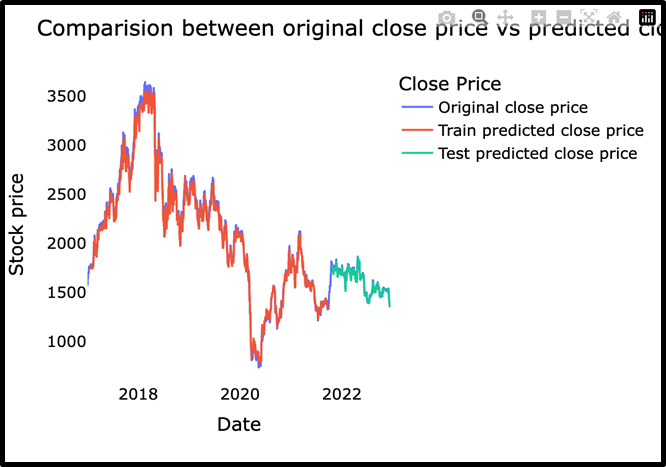 Comparision between original close price vs predicted clo
Close Price
Original close price
Train predicted close price
Test predicted close price
3500
3000
2500
2000
1500
1000
Stock price
2018
2020
2022
Date